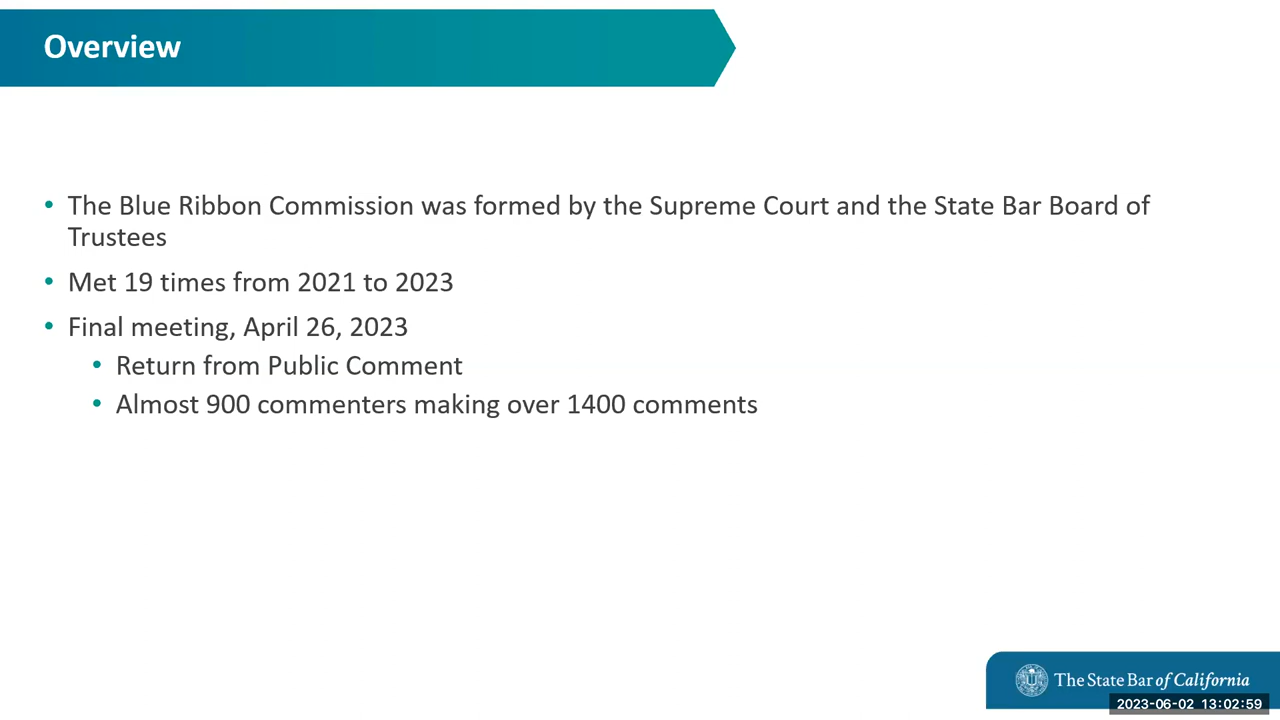 Overview
• The Blue Ribbon Commission was formed by the Supreme Court and the State Bar Board of
Trustees
• Met 19 times from 2021 to 2023
• Final meeting, April 26, 2023
• Return from Public Comment
• Almost 900 commenters making over 1400 comments
The State Bar of California
2023-06-02 13:02:59